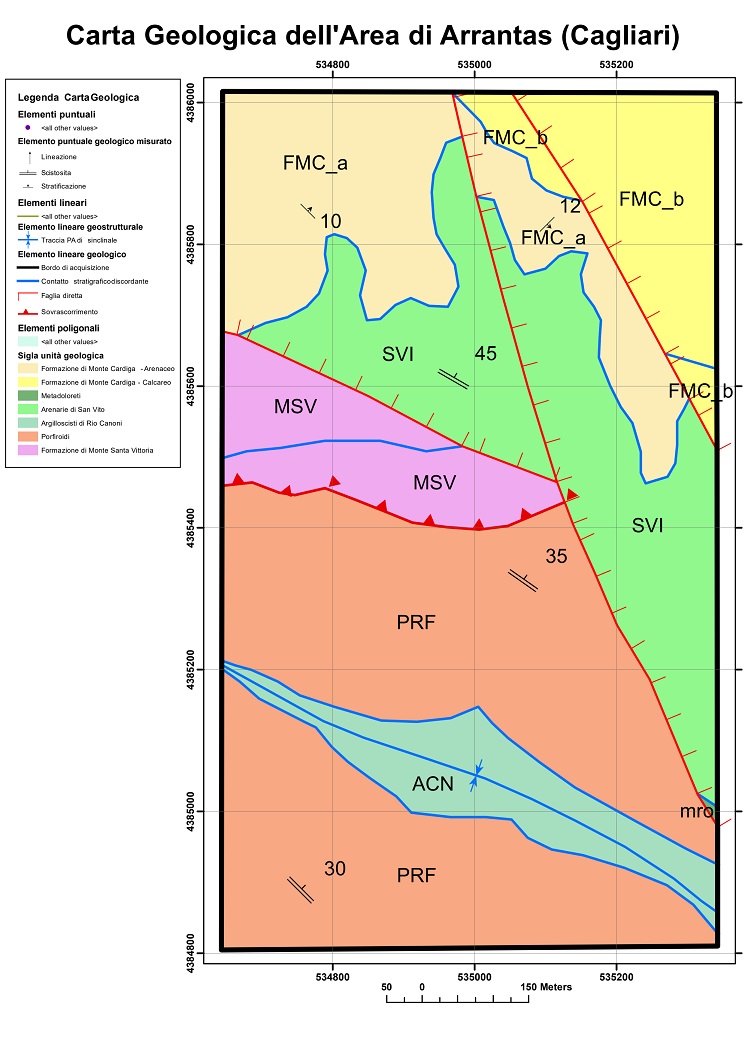 Carta Geologica dell'Area di Arrantas (Cagliari)
Legenda CartaGeologica
Elementi puntuali
<all other values>
Elemento puntuale geologico misurato
Lineazione
Scistosita
Stratificazione
Elementi lineari
<all other values>
Elemento lineare geostrutturale
Traccia PA di sinclinale
Elemento lineare geologico
Bordo di acquisizione
Contatto stratigraficodiscordante
Faglia diretta
Sovrascorrimento
Elementi poligonali
<all other values>
Sigla unità geologica
Formazione di Monte Cardiga - Arenaceo
Formazione di Monte Cardiga - Calcareo
Metadoloreti
Arenarie di San Vito
Argilloscisti di Rio Canoni
Porfiroidi
Formazione di Monte Santa Vittoria
534800 535000 535200
4386000
4385800
4385600
4385400
4385200
4385000
4384800
FMC_b
FMC_a
FMC_b
12
10
FMC_a
SVI
45
FMC_b
MSV
MSV
SVI
35
PRF
ACN
mro
30
PRF
534800 535000 535200
50 0 150 Meters